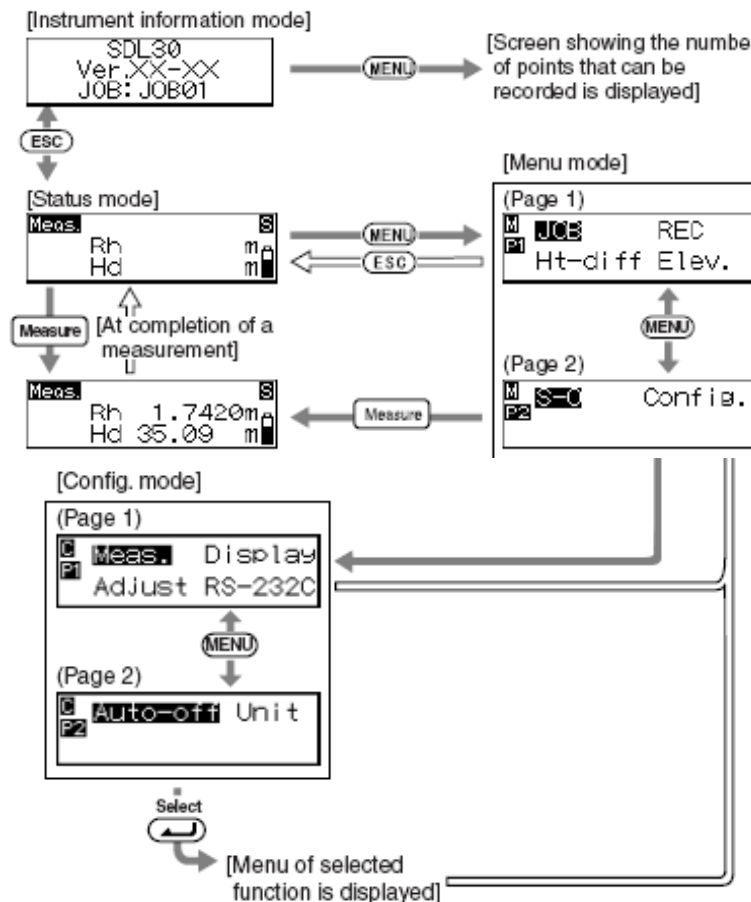 [Instrument information mode]
SDL30
Ver.XX-XX
JOB: JOB01
MENU
[Screen showing the numbe
of points that can be
recorded is displayed]
ESC
[Status mode]
Meas. S
Rh m
Hd m
MENU
ESC
[Menu mode]
(Page 1)
M
P1
JOB REC
Ht-diff Elev.
MENU
(Page 2)
M
P2
S-O Config.
Measure
[At completion of a
measurement]
Meas. S
Rh 1.7420m
Hd 35.09 m
Measure
[Config. mode]
(Page 1)
C
P1
Meas. Display
Adjust RS-232C
MENU
(Page 2)
C
P2
Auto-off Unit
Select
[Menu of selected
function is displayed]